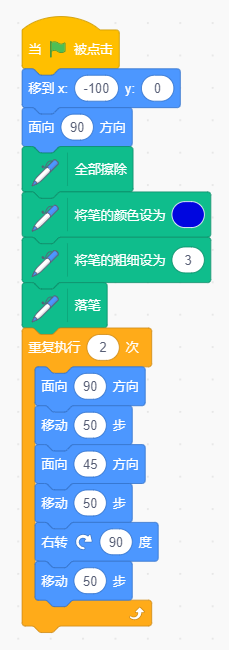 当 被点击
移到 x: -100 y: 0
面向 90 方向
全部擦除
将笔的颜色设为
将笔的粗细设为 3
落笔
重复执行 2 次
面向 90 方向
移动 50 步
面向 45 方向
移动 50 步
右转 90 度
移动 50 步